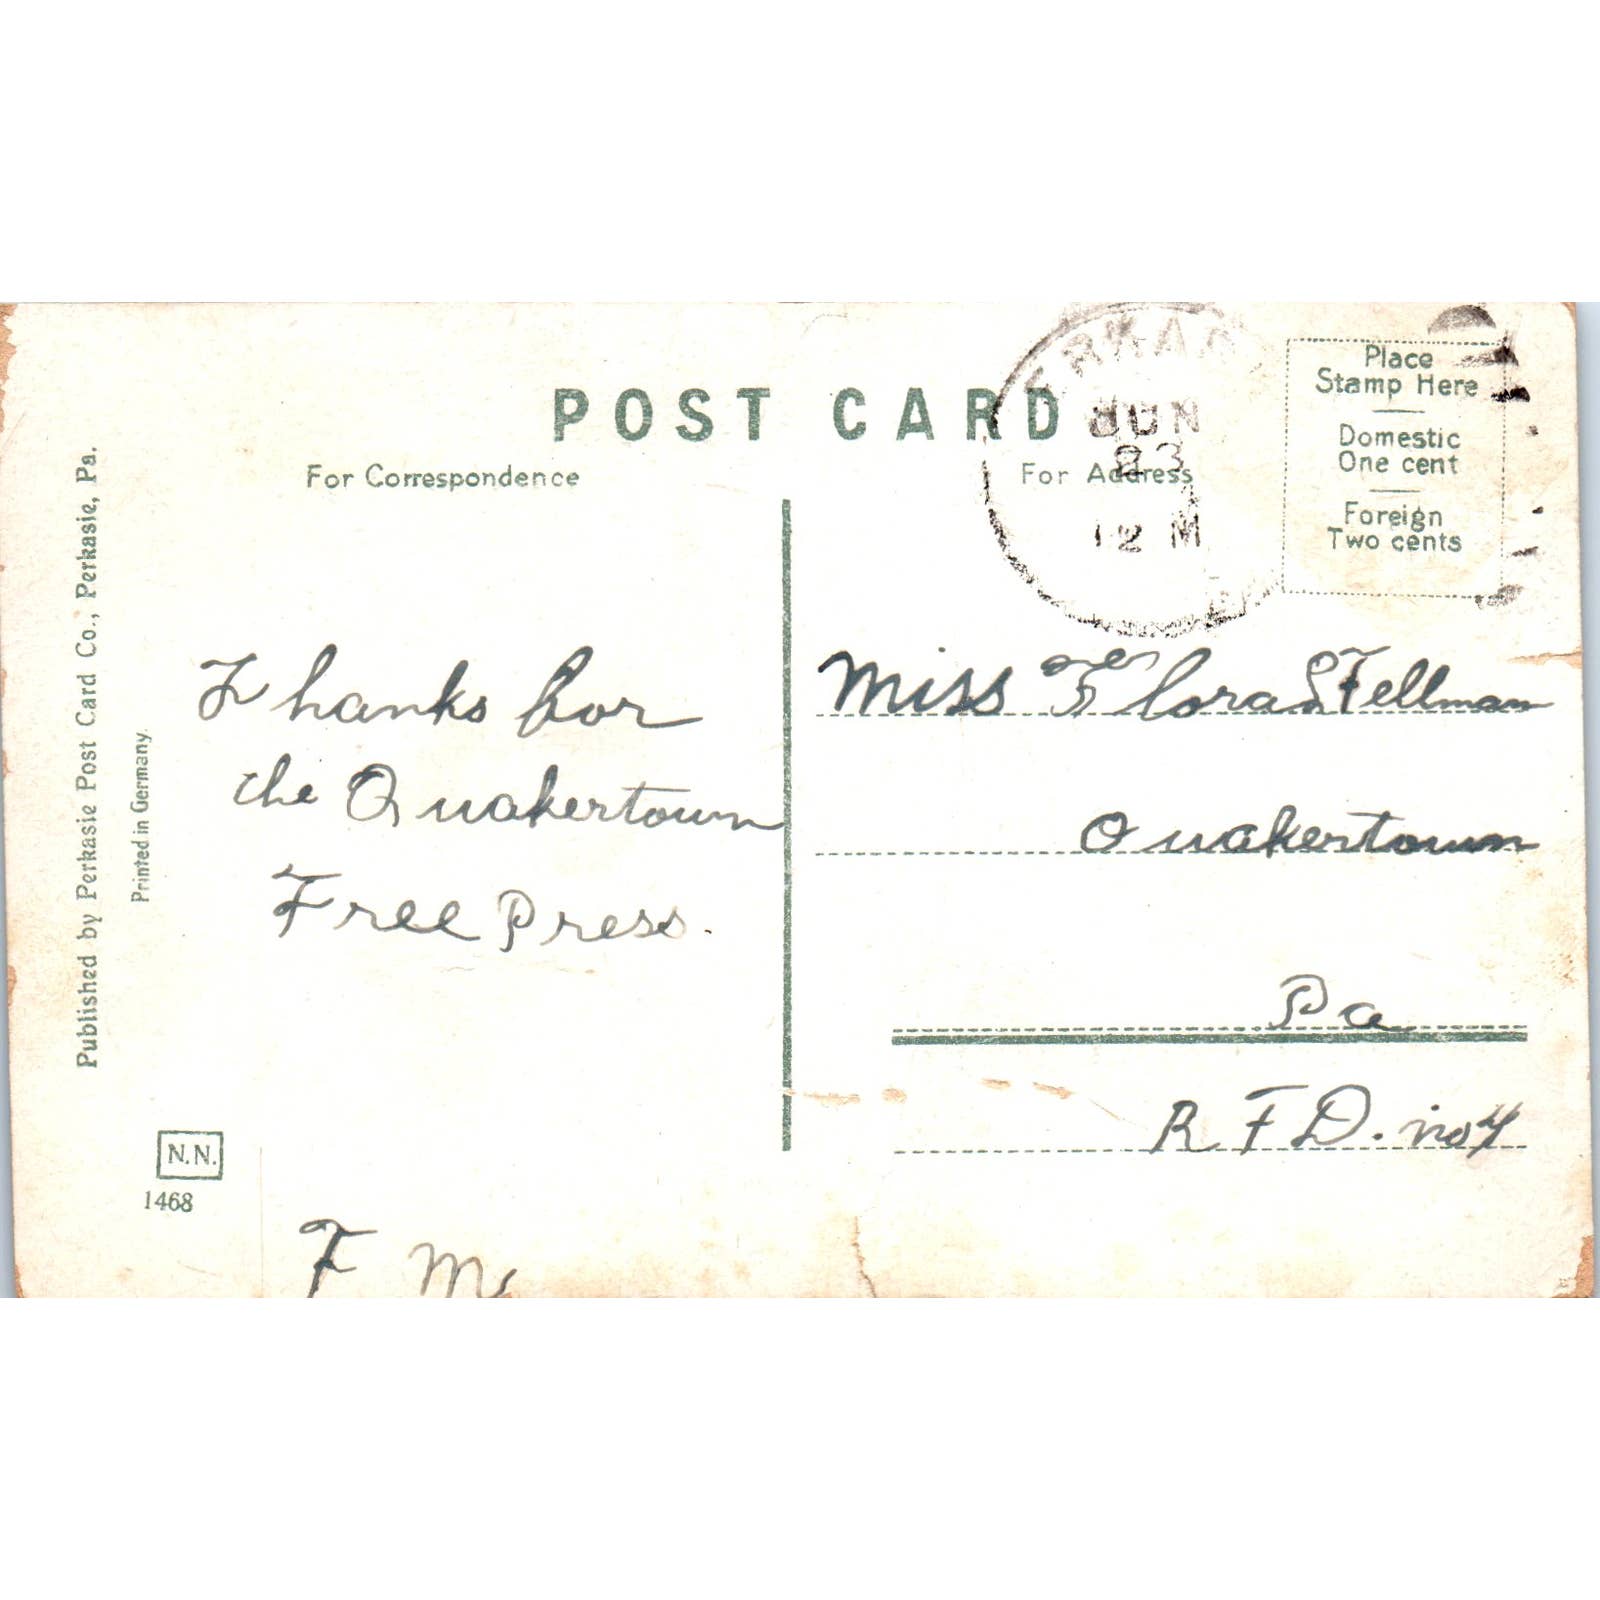 POST CARD
For Correspondence
For Address
Place
Stamp Here
Domestic
One cent
Foreign
Two cents
JUN
23
12 M
Published by Perkasie Post Card Co., Perkasie, Pa.
Printed in Germany.
Thanks for
the Quakertown
Free Press.
F M
N.N.
1468
Miss Flora S Fellman
Quakertown
Pa
R F D. no 4